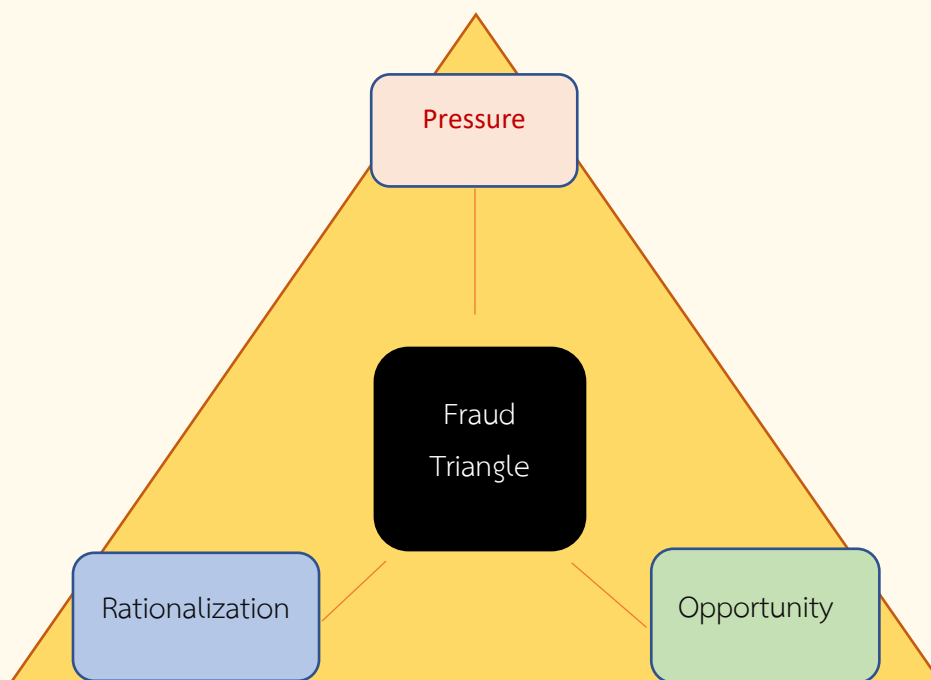 Pressure
Fraud
Triangle
Rationalization
Opportunity